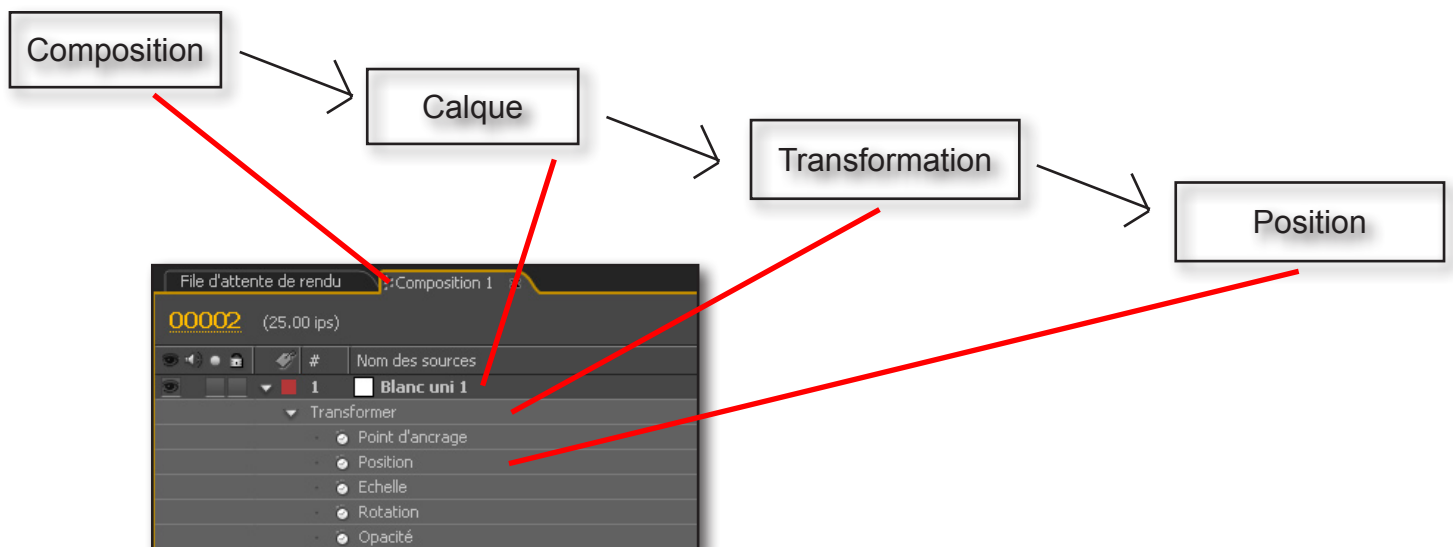 Composition
Calque
Transformation
Position
File d'attente de rendu Composition 1
00002 (25.00 ips)
# Nom des sources
1 Blanc uni 1
Transformer
Point d'ancrage
Position
Echelle
Rotation
Opacité